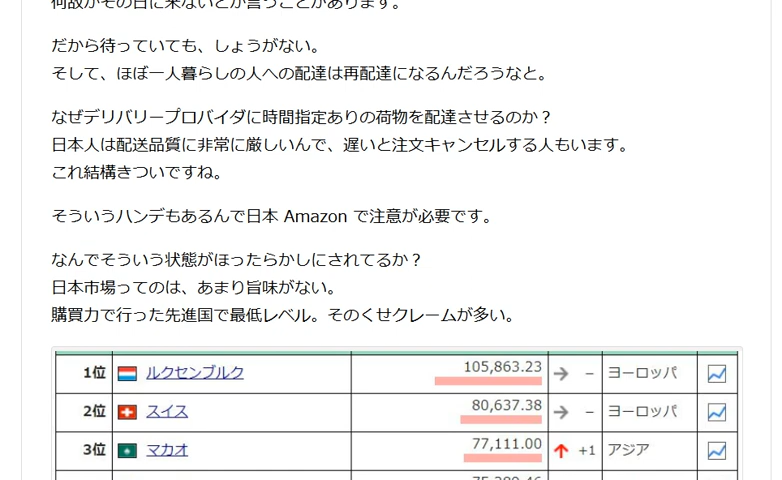 何故かその日に来ないとか言うことがあります。
だから待っていても、しょうがない。
そして、ほぼ一人暮らしの人への配達は再配達になるんだろうなと。
なぜデリバリープロバイダに時間指定ありの荷物を配達させるのか?
日本人は配送品質に非常に厳しいんで、遅いと注文キャンセルする人もいます。
これ結構きついですね。
そういうハンデもあるんで日本 Amazon で注意が必要です。
なんでそういう状態がほったらかしにされてるか?
日本市場ってのは、あまり旨味がない。
購買力で行った先進国で最低レベル。そのくせクレームが多い。
1位 ルクセンブルク 105,863.23 → − ヨーロッパ
2位 スイス 80,637.38 → − ヨーロッパ
3位 マカオ 77,111.00 ↑ +1 アジア